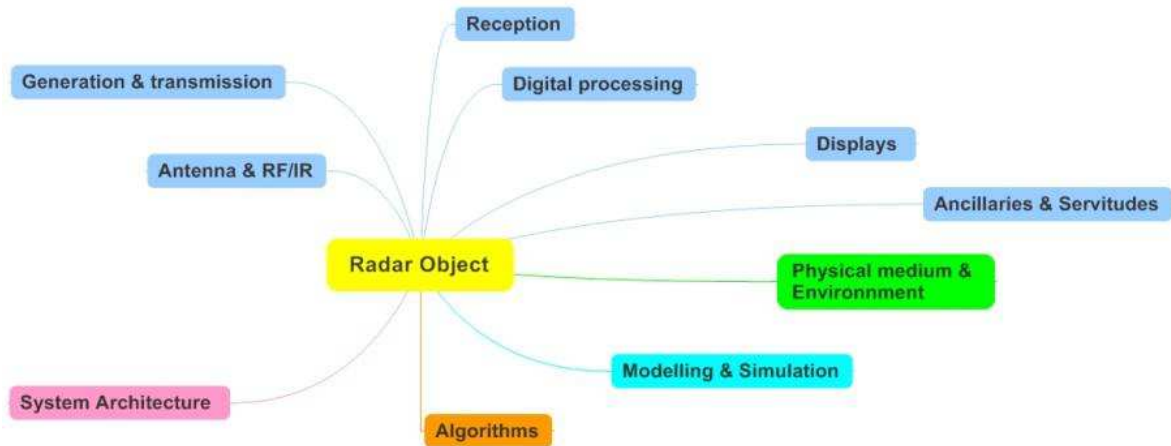 Reception
Generation & transmission
Digital processing
Displays
Antenna & RF/IR
Ancillaries & Servitudes
Radar Object
Physical medium &
Environnment
Modelling & Simulation
System Architecture
Algorithms